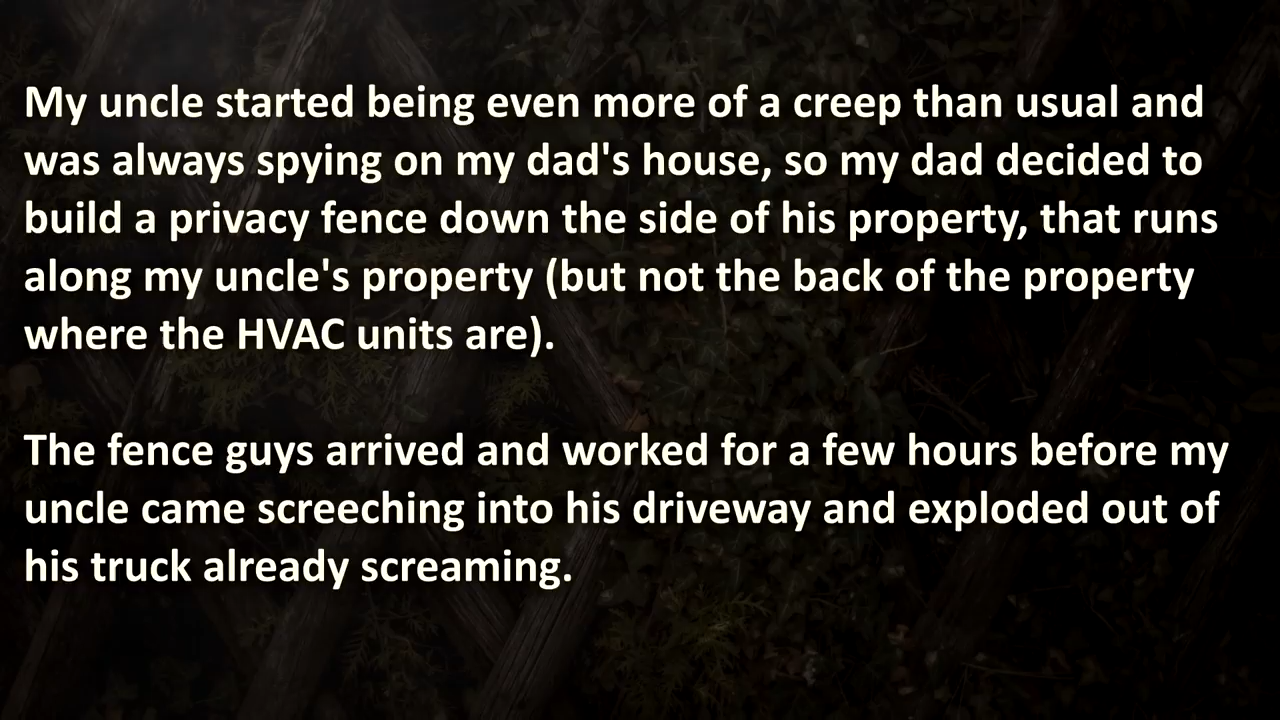 My uncle started being even more of a creep than usual and
was always spying on my dad's house, so my dad decided to
build a privacy fence down the side of his property, that runs
along my uncle's property (but not the back of the property
where the HVAC units are).
The fence guys arrived and worked for a few hours before my
uncle came screeching into his driveway and exploded out of
his truck already screaming.